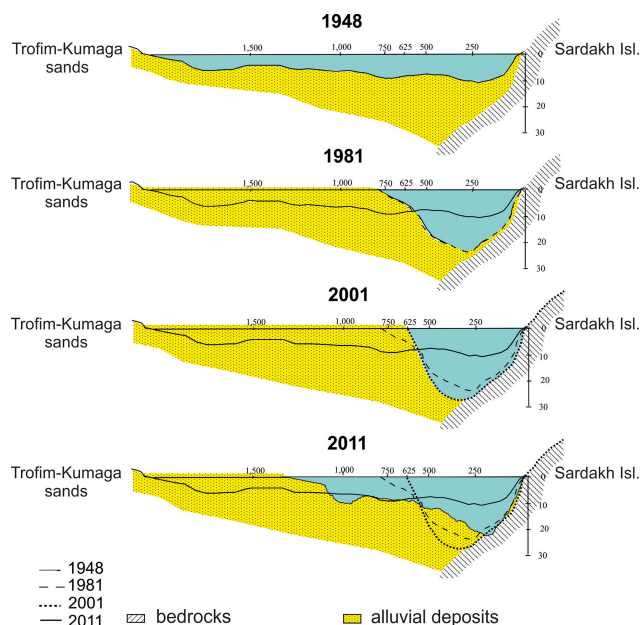 1948
Trofim-Kumaga
sands
1,500 1,000 750 625 500 250 0
Sardakh Isl.
10
20
30
1981
Trofim-Kumaga
sands
1,500 1,000 750 625 500 250 0
Sardakh Isl.
10
20
30
2001
Trofim-Kumaga
sands
1,500 1,000 750 625 500 250 0
Sardakh Isl.
10
20
30
2011
Trofim-Kumaga
sands
1,500 1,000 750 625 500 250 0
Sardakh Isl.
10
20
30
1948
1981
2001
2011
bedrocks
alluvial deposits